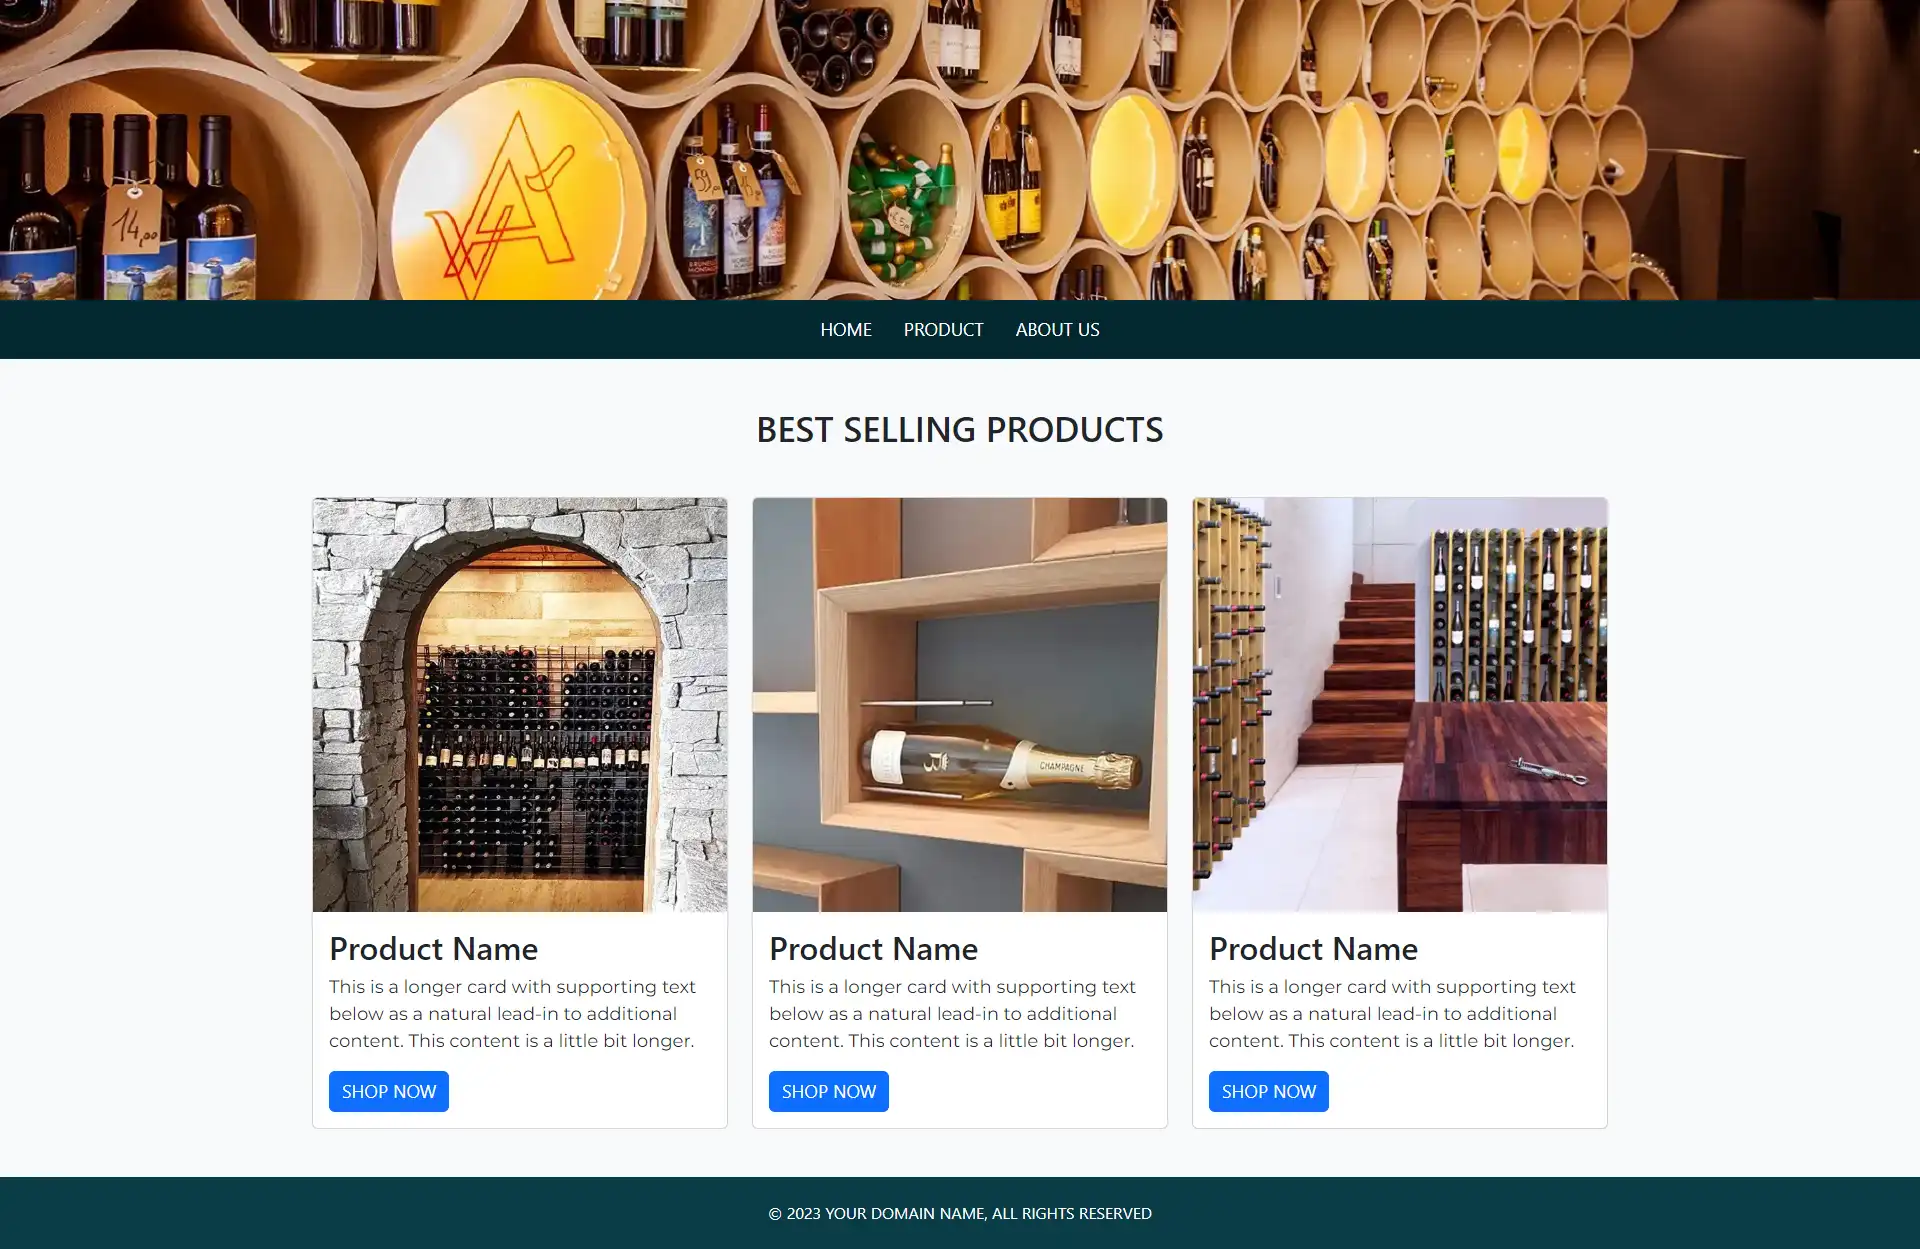 14,00
HOME PRODUCT ABOUT US
BEST SELLING PRODUCTS
CHAMPAGNE
Product Name
This is a longer card with supporting text
below as a natural lead-in to additional
content. This content is a little bit longer.
SHOP NOW
Product Name
This is a longer card with supporting text
below as a natural lead-in to additional
content. This content is a little bit longer.
SHOP NOW
Product Name
This is a longer card with supporting text
below as a natural lead-in to additional
content. This content is a little bit longer.
SHOP NOW
© 2023 YOUR DOMAIN NAME, ALL RIGHTS RESERVED